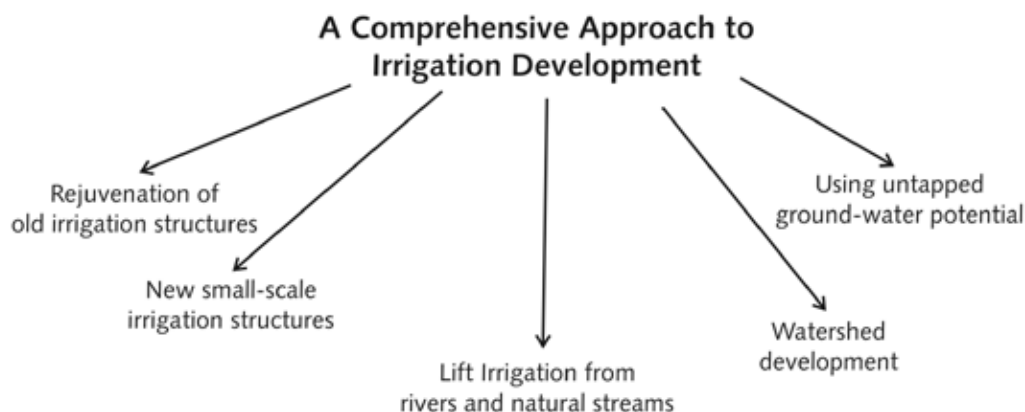 A Comprehensive Approach to
Irrigation Development
Rejuvenation of
old irrigation structures
New small-scale
irrigation structures
Lift Irrigation from
rivers and natural streams
Watershed
development
Using untapped
ground-water potential